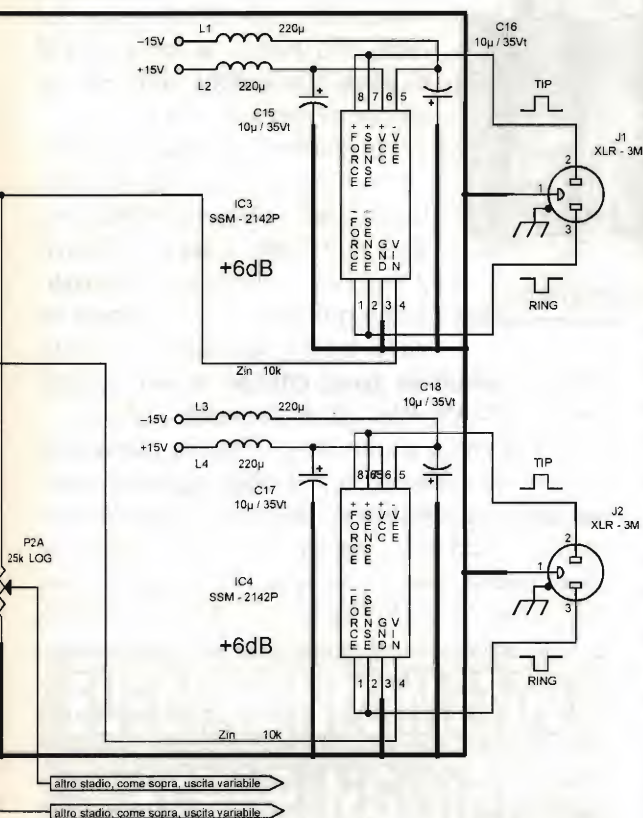 L1 220µ
–15V
+15V
L2 220µ
C16
10µ / 35Vt
C15
10µ / 35Vt
8 7 6 5
+ FORCE
+ SENSE
+ VCC
- VEE
TIP
J1
XLR - 3M
2
1
3
IC3
SSM - 2142P
+6dB
– FORCE
– SENSE
GND
VIN
1 2 3 4
RING
Zin 10k
C18
10µ / 35Vt
–15V
L3 220µ
+15V
L4 220µ
C17
10µ / 35Vt
87685 6 5
+ FORCE
+ SENSE
+ VCC
- VEE
TIP
J2
XLR - 3M
2
1
3
P2A
25k LOG
IC4
SSM - 2142P
+6dB
– FORCE
– SENSE
GND
VIN
1 2 3 4
RING
Zin 10k
altro stadio, come sopra, uscita variabile
altro stadio, come sopra, uscita variabile